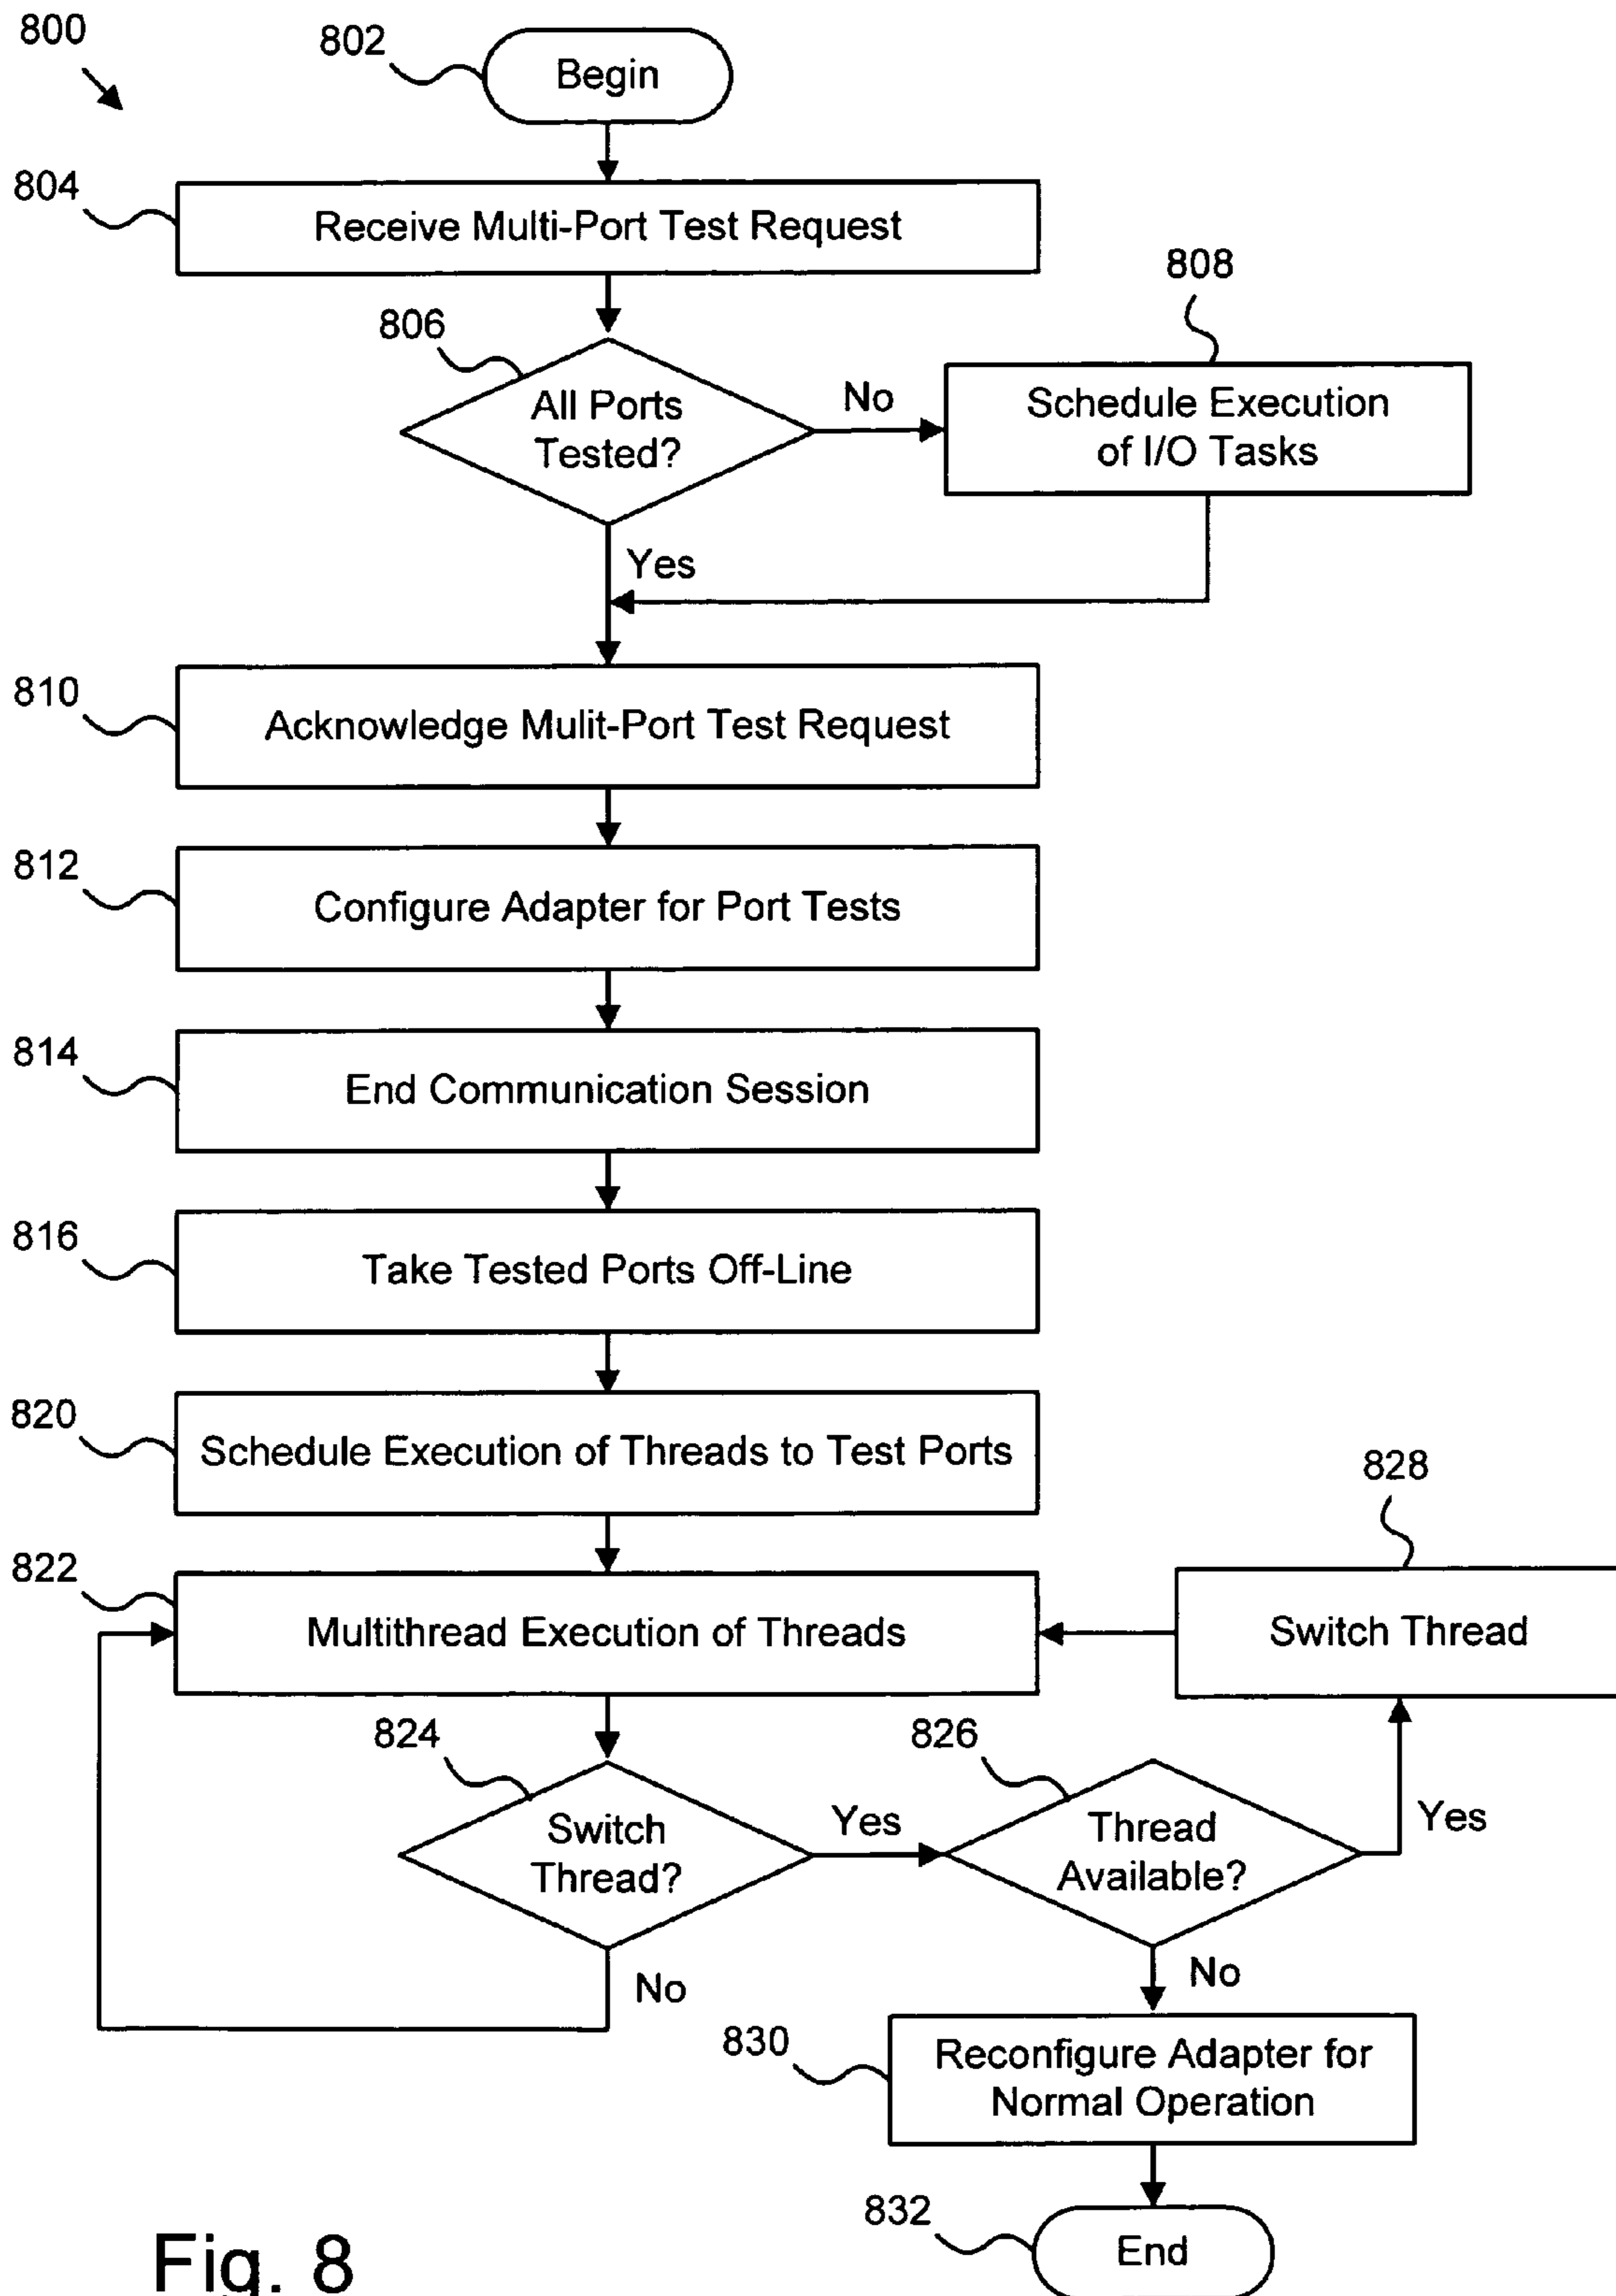 800
802
Begin
804
Receive Multi-Port Test Request
808
806
All Ports
Tested?
No
Schedule Execution
of I/O Tasks
Yes
810
Acknowledge Mulit-Port Test Request
812
Configure Adapter for Port Tests
814
End Communication Session
816
Take Tested Ports Off-Line
820
Schedule Execution of Threads to Test Ports
828
822
Multithread Execution of Threads
Switch Thread
824
826
Switch
Thread?
Yes
Thread
Available?
Yes
No
No
830
Reconfigure Adapter for
Normal Operation
832
End
Fig. 8